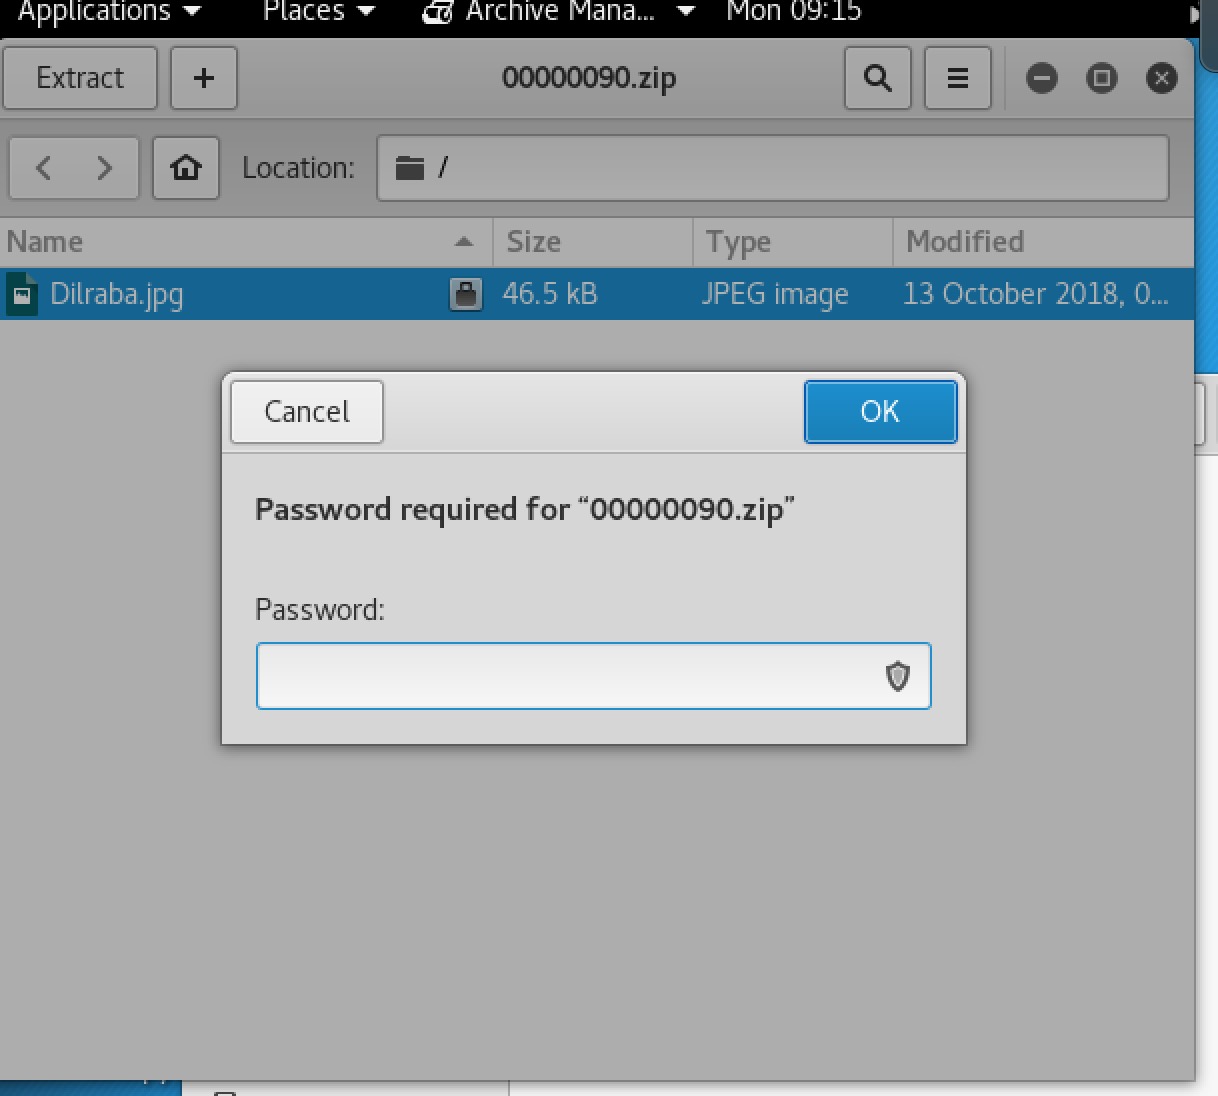 Applications Places Archive Mana... Mon 09:15
Extract + 00000090.zip
Location: /
Name Size Type Modified
Dilraba.jpg 46.5 kB JPEG image 13 October 2018, 0...
Cancel OK
Password required for “00000090.zip”
Password: